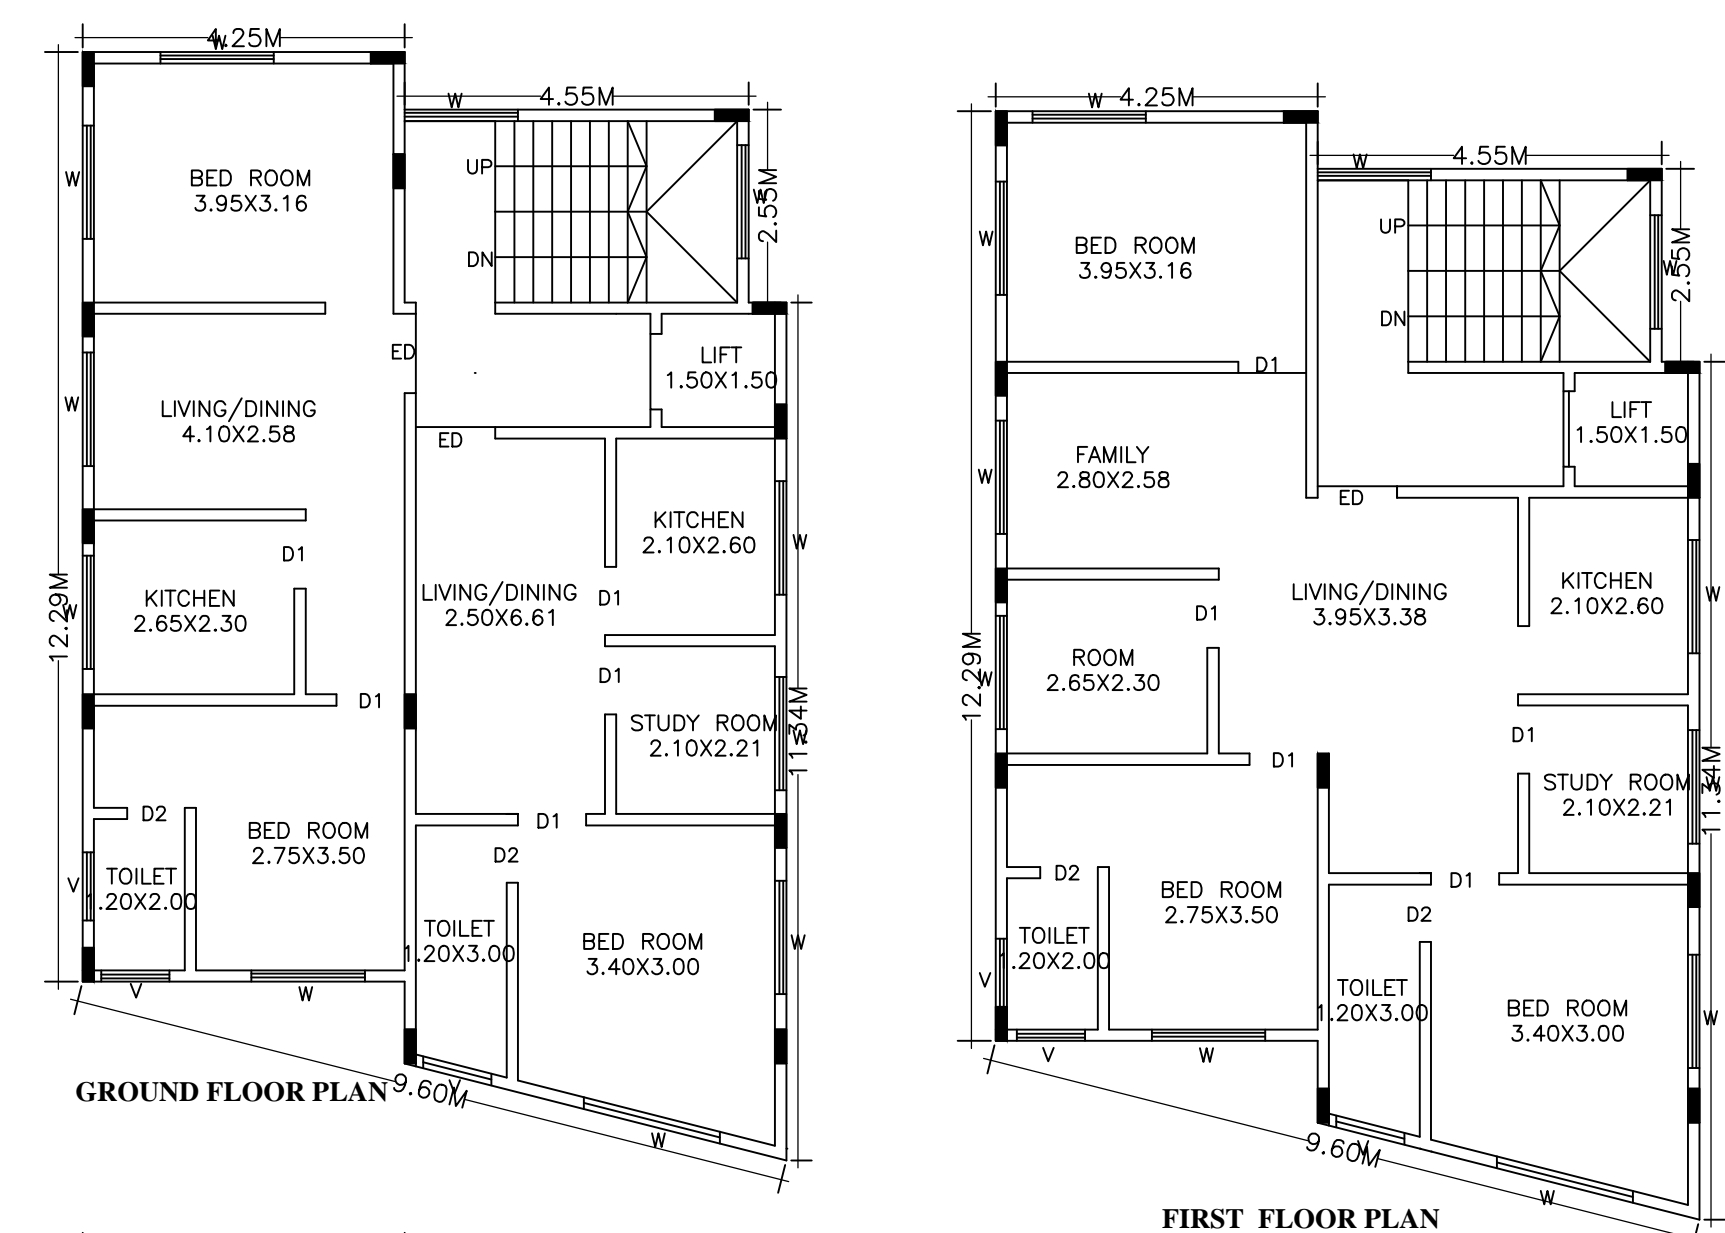 4.25M
W
W
4.55M
W
BED ROOM
3.95X3.16
UP
DN
W
2.55M
ED
LIFT
1.50X1.50
W
LIVING/DINING
4.10X2.58
ED
KITCHEN
2.10X2.60
W
D1
12.29M
W
KITCHEN
2.65X2.30
LIVING/DINING
2.50X6.61
D1
D1
D1
STUDY ROOM
2.10X2.21
W
11.34M
D2
BED ROOM
2.75X3.50
D1
D2
V
TOILET
1.20X2.00
TOILET
1.20X3.00
BED ROOM
3.40X3.00
W
V
W
9.60M
V
W
GROUND FLOOR PLAN
W
4.25M
W
4.55M
W
BED ROOM
3.95X3.16
UP
DN
W
2.55M
D1
LIFT
1.50X1.50
W
FAMILY
2.80X2.58
ED
KITCHEN
2.10X2.60
W
D1
LIVING/DINING
3.95X3.38
12.29M
W
ROOM
2.65X2.30
D1
D1
STUDY ROOM
2.10X2.21
W
11.34M
D2
BED ROOM
2.75X3.50
D1
D2
V
TOILET
1.20X2.00
TOILET
1.20X3.00
BED ROOM
3.40X3.00
W
V
W
9.60M
V
W
FIRST FLOOR PLAN